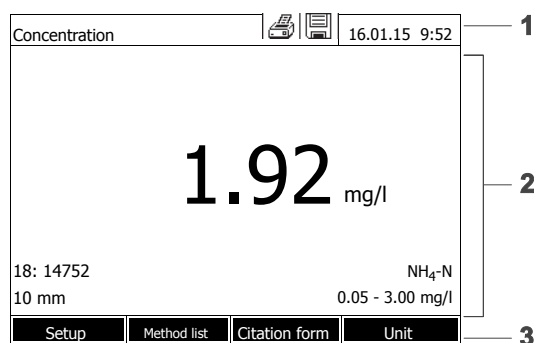 Concentration 16.01.15 9:52 1
1.92 mg/l 2
18: 14752 NH₄-N
10 mm 0.05 - 3.00 mg/l
Setup Method list Citation form Unit 3